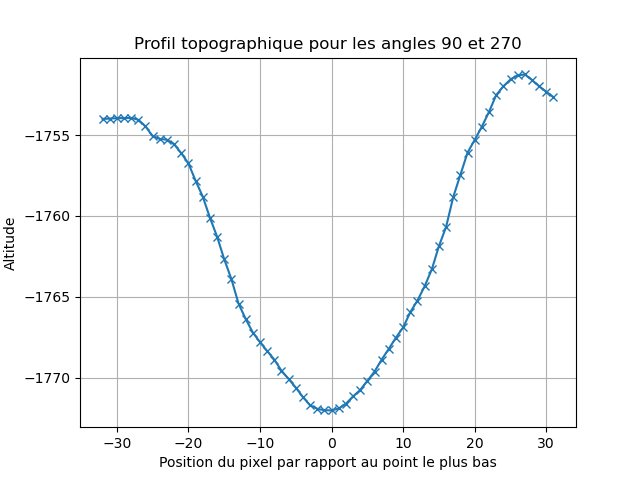 Profil topographique pour les angles 90 et 270
Altitude
−1755
−1760
−1765
−1770
−30 −20 −10 0 10 20 30
Position du pixel par rapport au point le plus bas